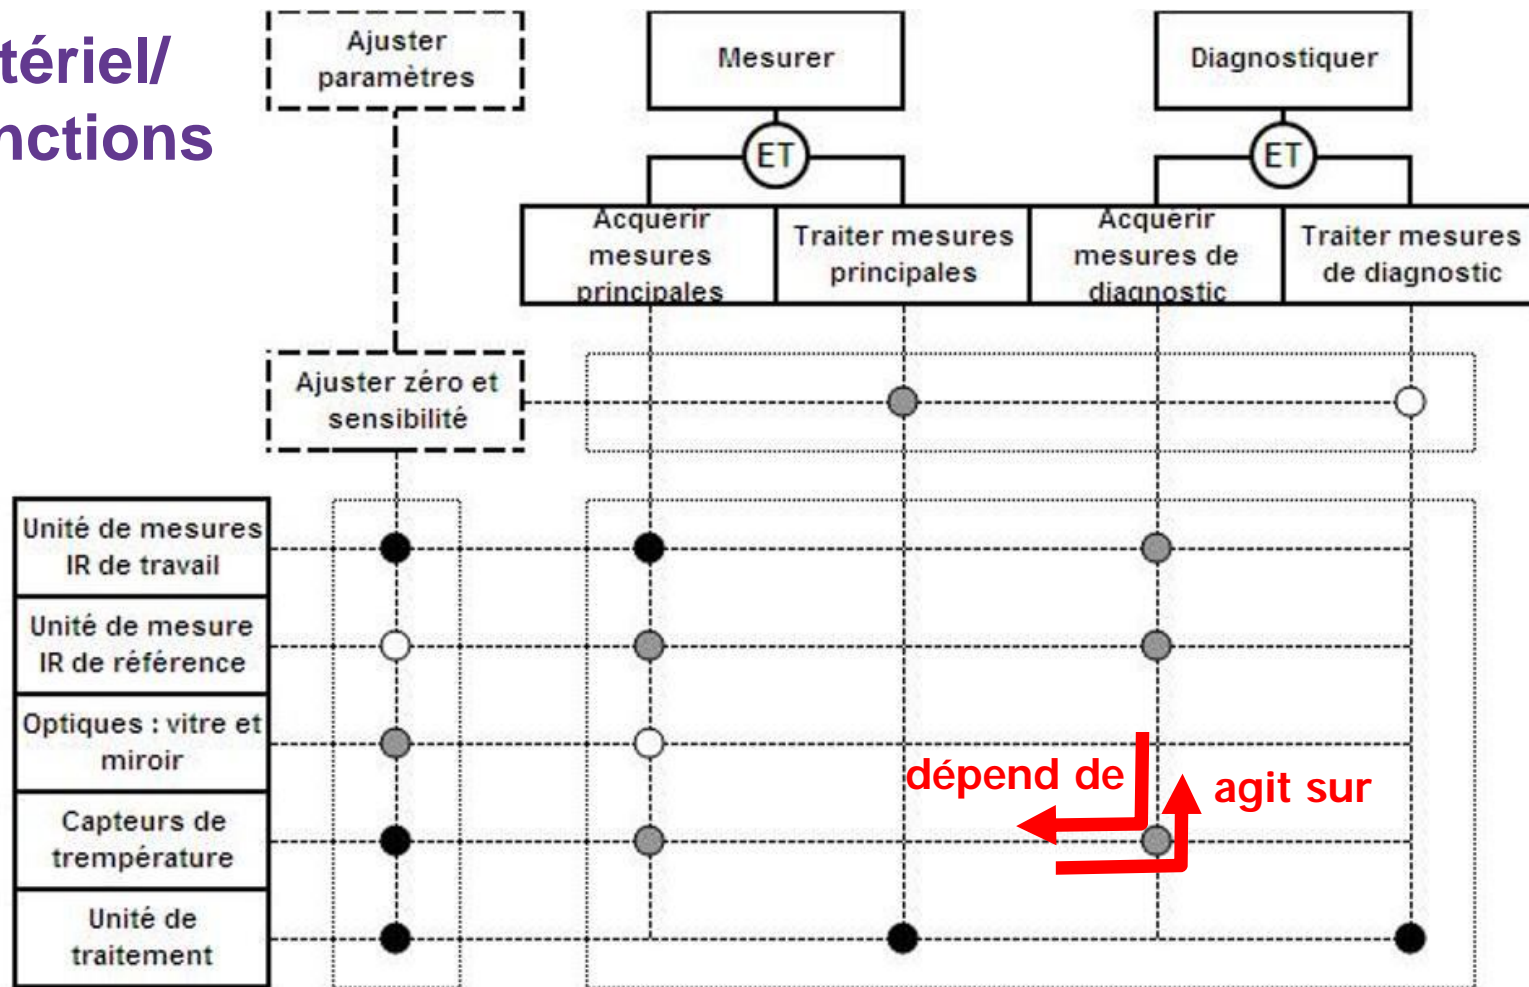 tériel/
nctions
Ajuster
paramètres
Mesurer
Diagnostiquer
ET
ET
Acquérir
mesures
principales
Traiter mesures
principales
Acquérir
mesures de
diagnostic
Traiter mesures
de diagnostic
Ajuster zéro et
sensibilité
Unité de mesures
IR de travail
Unité de mesure
IR de référence
Optiques : vitre et
miroir
dépend de
agit sur
Capteurs de
trempérature
Unité de
traitement